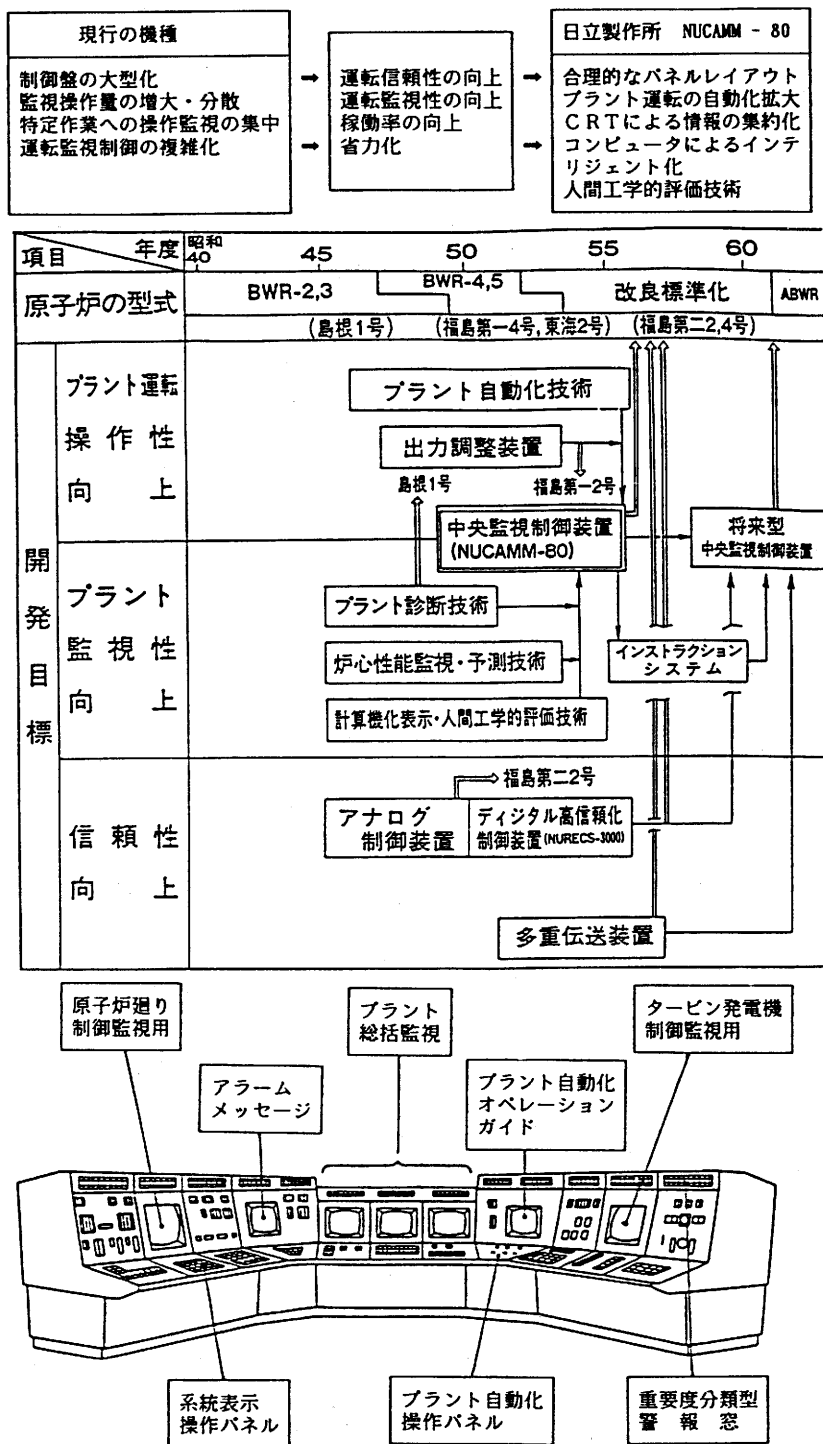 現行の機種
制御盤の大型化
監視操作量の増大・分散
特定作業への操作監視の集中
運転監視制御の複雑化
運転信頼性の向上
運転監視性の向上
稼働率の向上
省力化
日立製作所 NUCAMM - 80
合理的なパネルレイアウト
プラント運転の自動化拡大
CRTによる情報の集約化
コンピュータによるインテ
リジェント化
人間工学的評価技術
項目 年度 昭和
40 45 50 55 60
原子炉の型式
BWR-2,3
BWR-4,5
改良標準化
ABWR
(島根1号) (福島第一4号,東海2号) (福島第二2,4号)
開発目標
プラント運転
操作性
向上
プラント自動化技術
出力調整装置
島根1号
福島第一2号
中央監視制御装置
(NUCAMM-80)
将来型
中央監視制御装置
プラント
監視性
向上
プラント診断技術
炉心性能監視・予測技術
インストラクション
システム
計算機化表示・人間工学的評価技術
信頼性
向上
福島第二2号
アナログ
制御装置
ディジタル高信頼化
制御装置(NURECS-3000)
多重伝送装置
原子炉廻り
制御監視用
アラーム
メッセージ
プラント
総括監視
プラント自動化
オペレーション
ガイド
タービン発電機
制御監視用
系統表示
操作パネル
プラント自動化
操作パネル
重要度分類型
警報窓